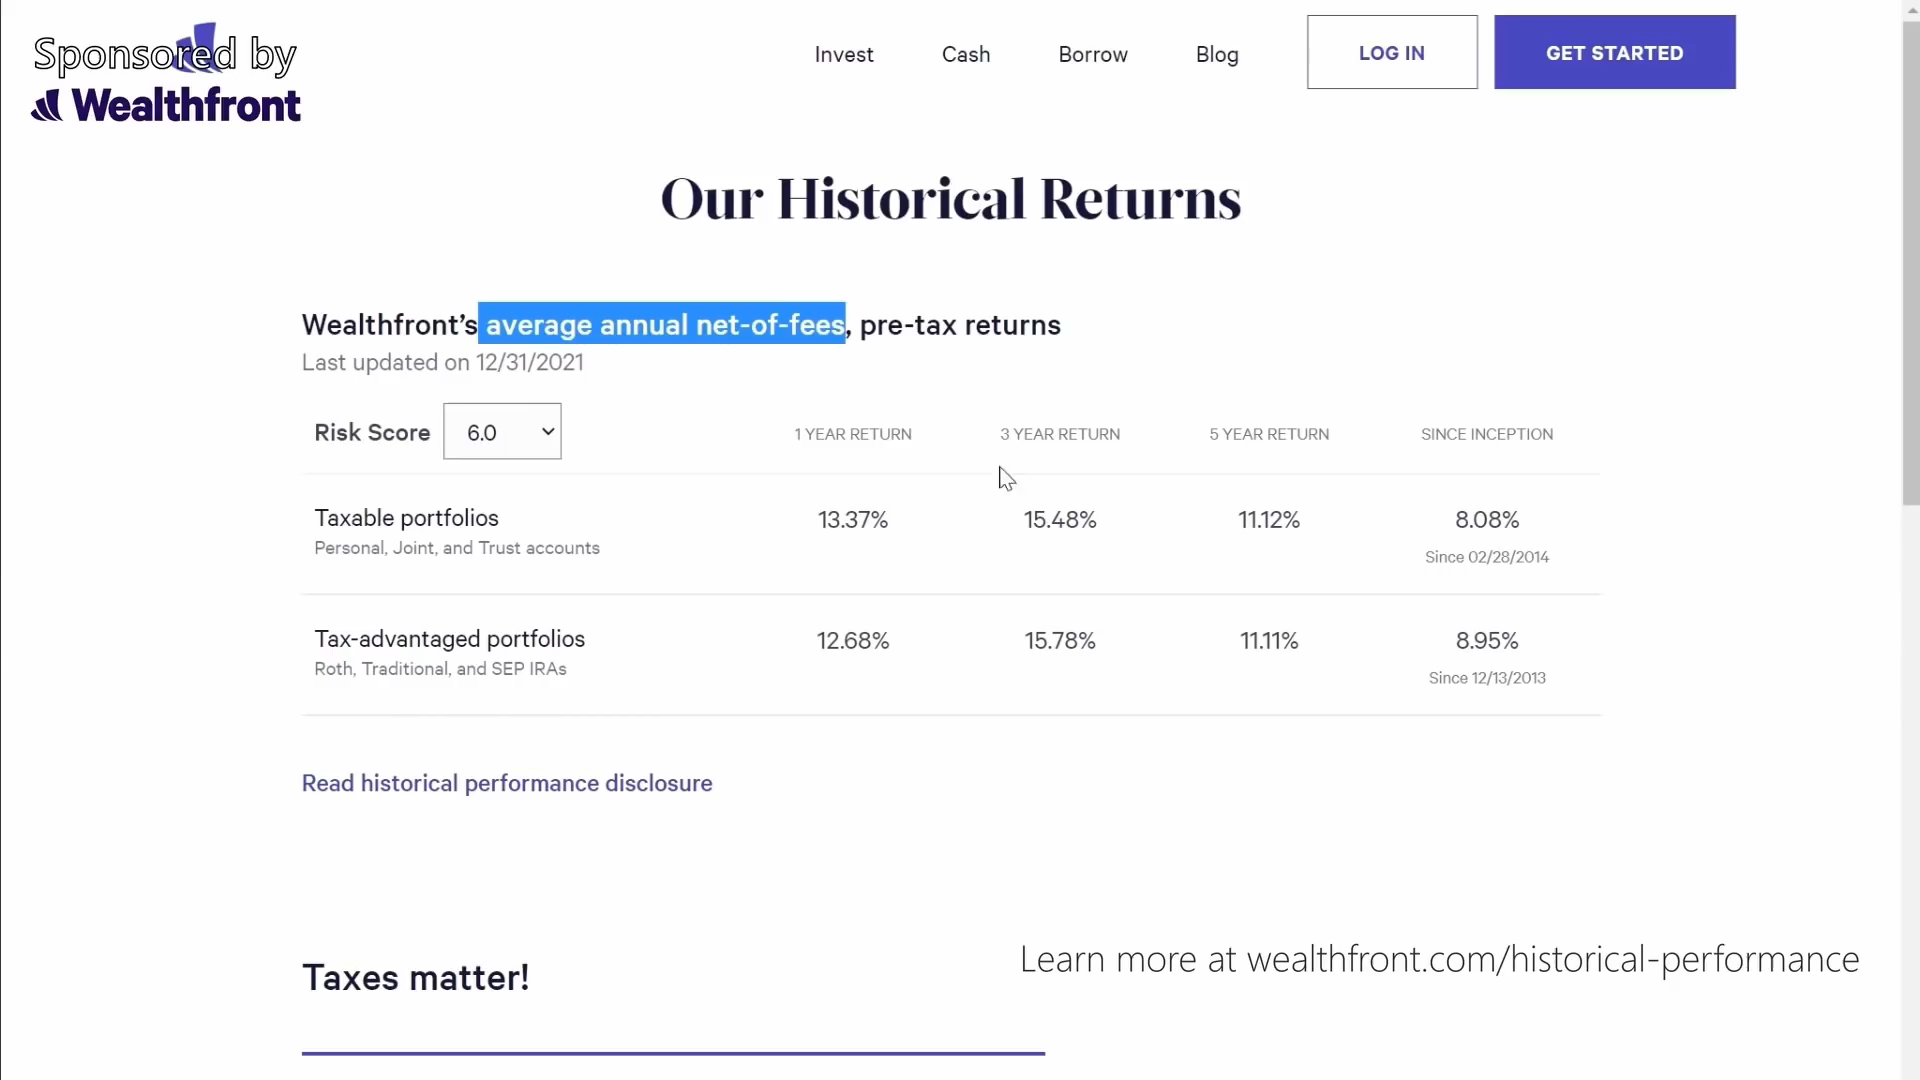 Sponsored by
Wealthfront
Invest Cash Borrow Blog LOG IN GET STARTED
Our Historical Returns
Wealthfront’s average annual net-of-fees, pre-tax returns
Last updated on 12/31/2021
Risk Score 6.0 1 YEAR RETURN 3 YEAR RETURN 5 YEAR RETURN SINCE INCEPTION
Taxable portfolios 13.37% 15.48% 11.12% 8.08%
Personal, Joint, and Trust accounts Since 02/28/2014
Tax-advantaged portfolios 12.68% 15.78% 11.11% 8.95%
Roth, Traditional, and SEP IRAs Since 12/13/2013
Read historical performance disclosure
Learn more at wealthfront.com/historical-performance
Taxes matter!